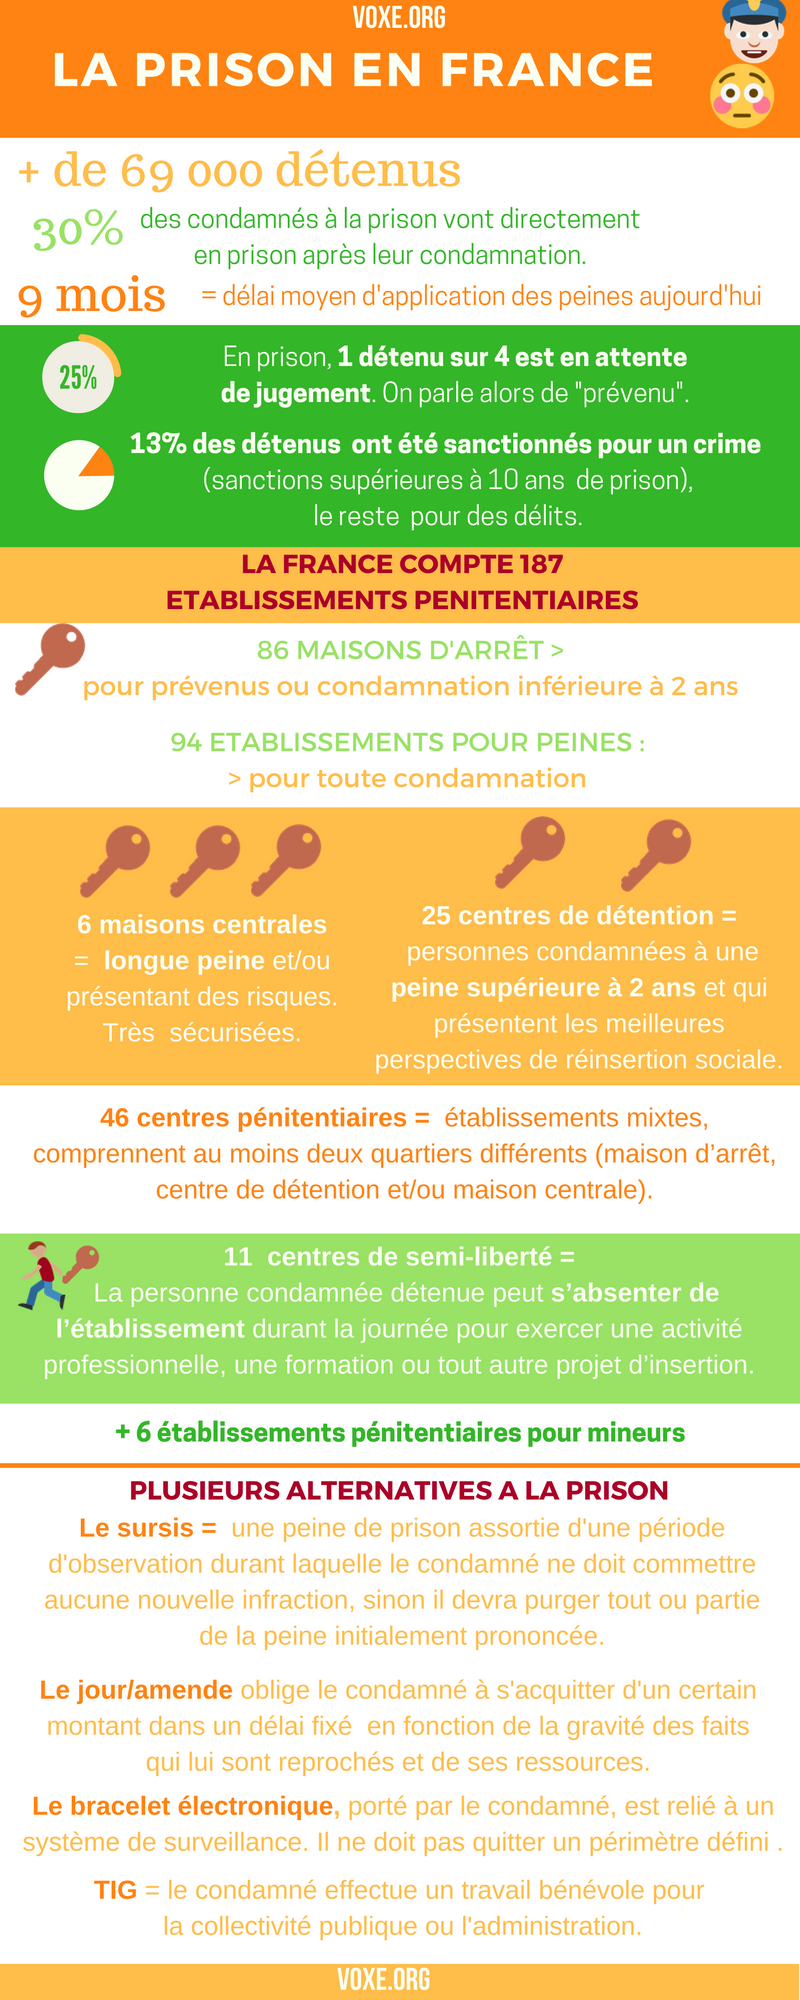 VOXE.ORG
LA PRISON EN FRANCE
+ de 69 000 détenus
30% des condamnés à la prison vont directement
en prison après leur condamnation.
9 mois = délai moyen d'application des peines aujourd'hui
25%
En prison, 1 détenu sur 4 est en attente
de jugement. On parle alors de "prévenu".
13% des détenus ont été sanctionnés pour un crime
(sanctions supérieures à 10 ans de prison),
le reste pour des délits.
LA FRANCE COMPTE 187
ETABLISSEMENTS PENITENTIAIRES
86 MAISONS D'ARRÊT >
pour prévenus ou condamnation inférieure à 2 ans
94 ETABLISSEMENTS POUR PEINES :
> pour toute condamnation
6 maisons centrales
= longue peine et/ou
présentant des risques.
Très sécurisées.
25 centres de détention =
personnes condamnées à une
peine supérieure à 2 ans et qui
présentent les meilleures
perspectives de réinsertion sociale.
46 centres pénitentiaires = établissements mixtes,
comprennent au moins deux quartiers différents (maison d’arrêt,
centre de détention et/ou maison centrale).
11 centres de semi-liberté =
La personne condamnée détenue peut s’absenter de
l’établissement durant la journée pour exercer une activité
professionnelle, une formation ou tout autre projet d’insertion.
+ 6 établissements pénitentiaires pour mineurs
PLUSIEURS ALTERNATIVES A LA PRISON
Le sursis = une peine de prison assortie d'une période
d'observation durant laquelle le condamné ne doit commettre
aucune nouvelle infraction, sinon il devra purger tout ou partie
de la peine initialement prononcée.
Le jour/amende oblige le condamné à s'acquitter d'un certain
montant dans un délai fixé en fonction de la gravité des faits
qui lui sont reprochés et de ses ressources.
Le bracelet électronique, porté par le condamné, est relié à un
système de surveillance. Il ne doit pas quitter un périmètre défini .
TIG = le condamné effectue un travail bénévole pour
la collectivité publique ou l'administration.
VOXE.ORG